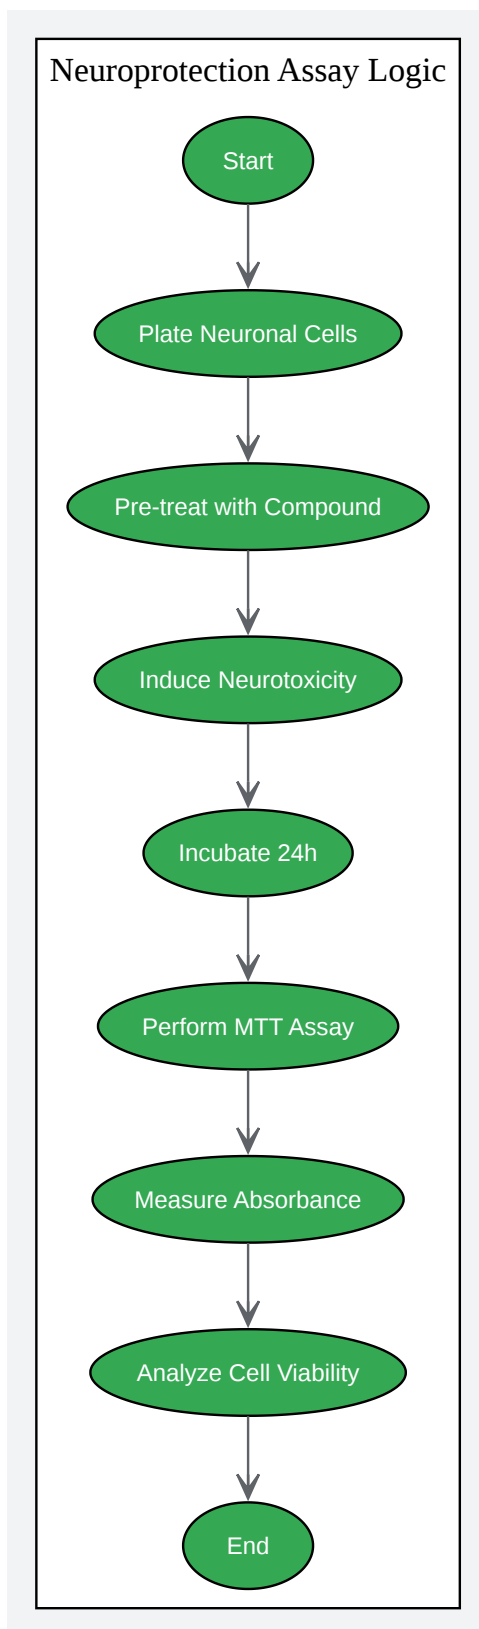 Neuroprotection Assay Logic
Start
Plate Neuronal Cells
Pre-treat with Compound
Induce Neurotoxicity
Incubate 24h
Perform MTT Assay
Measure Absorbance
Analyze Cell Viability
End